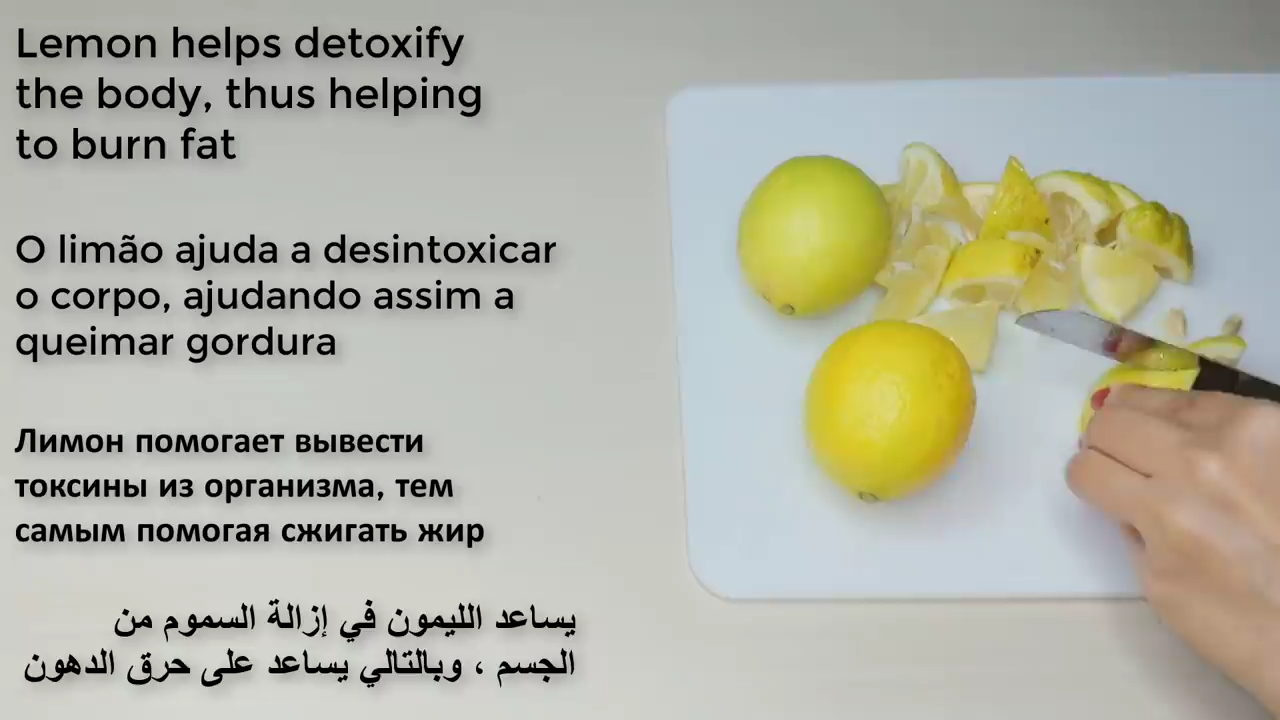 Lemon helps detoxify
the body, thus helping
to burn fat
O limão ajuda a desintoxicar
o corpo, ajudando assim a
queimar gordura
Лимон помогает вывести
токсины из организма, тем
самым помогая сжигать жир
يساعد الليمون في إزالة السموم من
الجسم ، وبالتالي يساعد على حرق الدهون